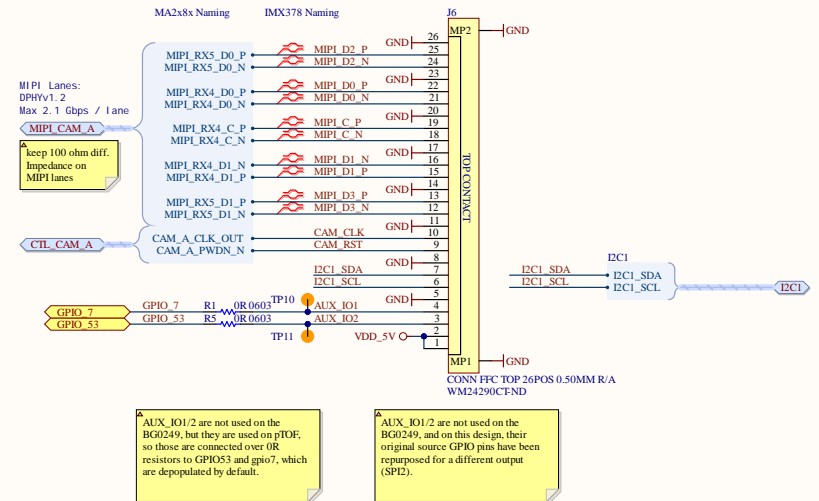 MA2x8x Naming
IMX378 Naming
J6
MP2
GND
26
GND
25
MIPI_RX5_D0_P
MIPI_D2_P
24
MIPI_RX5_D0_N
MIPI_D2_N
23
GND
22
MIPI_RX4_D0_P
MIPI_D0_P
21
MIPI_RX4_D0_N
MIPI_D0_N
20
GND
19
MIPI_RX4_C_P
MIPI_C_P
18
MIPI_RX4_C_N
MIPI_C_N
17
GND
16
MIPI_RX4_D1_N
MIPI_D1_N
15
MIPI_RX4_D1_P
MIPI_D1_P
14
GND
13
MIPI_RX5_D1_P
MIPI_D3_P
12
MIPI_RX5_D1_N
MIPI_D3_N
11
GND
10
CAM_A_CLK_OUT
CAM_CLK
9
CAM_A_PWDN_N
CAM_RST
8
GND
7
I2C1_SDA
6
I2C1_SCL
5
GND
4
AUX_IO1
3
AUX_IO2
2
VDD_5V
1
TOP CONTACT
MP1
GND
CONN FFC TOP 26POS 0.50MM R/A
WM24290CT-ND
MIPI Lanes:
DPHYv1.2
Max 2.1 Gbps / lane
MIPI_CAM_A
keep 100 ohm diff.
Impedance on
MIPI lanes
CTL_CAM_A
GPIO_7
GPIO_7
R1
0R 0603
TP10
GPIO_53
GPIO_53
R5
0R 0603
TP11
I2C1
I2C1_SDA
I2C1_SDA
I2C1_SCL
I2C1_SCL
I2C1
AUX_IO1/2 are not used on the
BG0249, but they are used on pTOF,
so those are connected over 0R
resistors to GPIO53 and gpio7, which
are depopulated by default.
AUX_IO1/2 are not used on the
BG0249, and on this design, their
original source GPIO pins have been
repurposed for a different output
(SPI2).